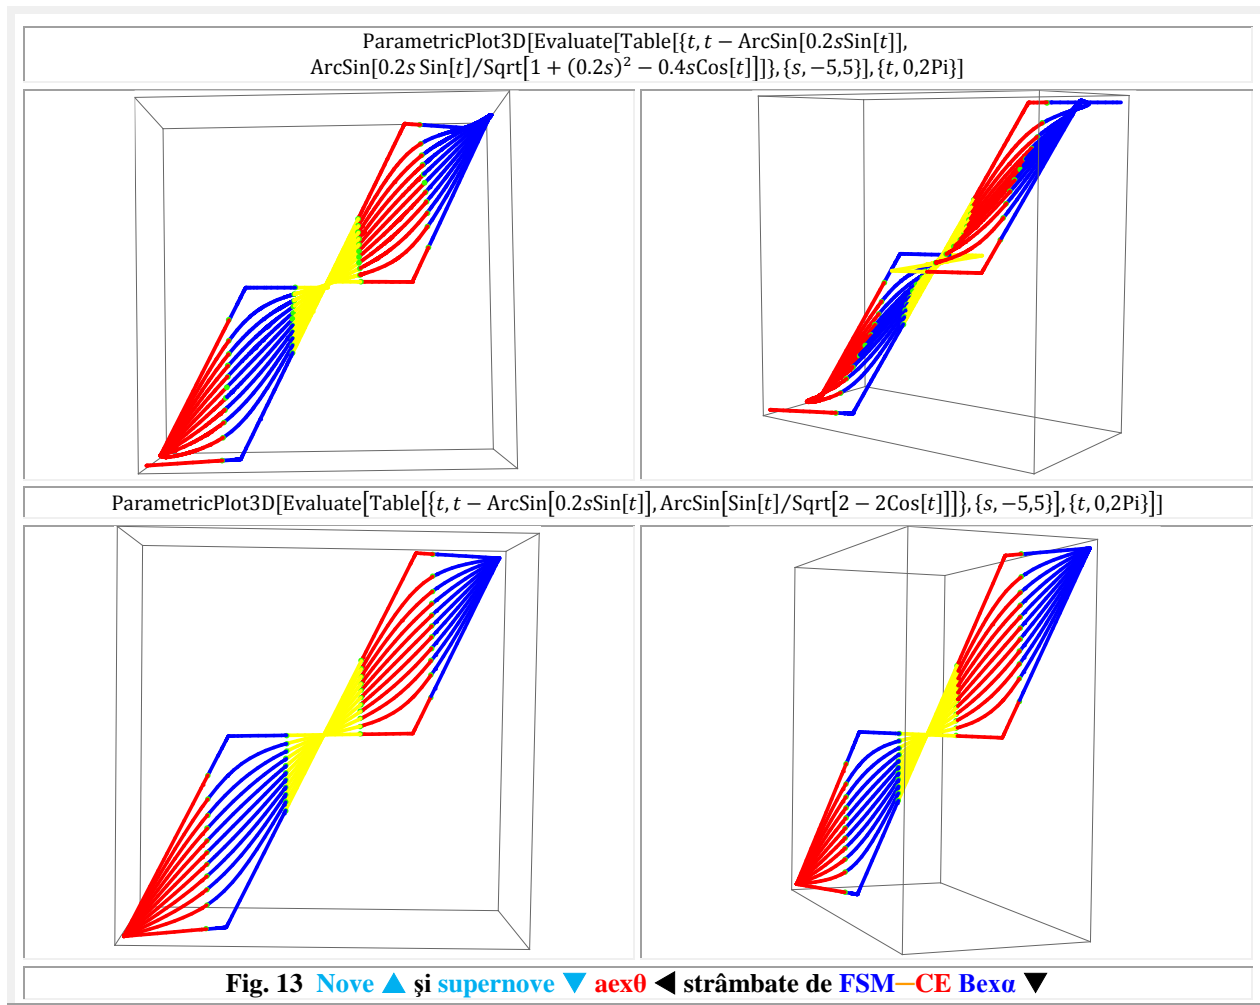 ParametricPlot3D[Evaluate[Table[{t, t − ArcSin[0.2sSin[t]],
ArcSin[0.2s Sin[t]/Sqrt[1 + (0.2s)² − 0.4sCos[t]]]}, {s, −5,5}], {t, 0,2Pi}]
ParametricPlot3D[Evaluate[Table[{t, t − ArcSin[0.2sSin[t]], ArcSin[Sin[t]/Sqrt[2 − 2Cos[t]]]}, {s, −5,5}], {t, 0,2Pi}]]
Fig. 13 Nove ▲ şi supernove ▼ aexθ ◄ strâmbate de FSM—CE Bexα ▼